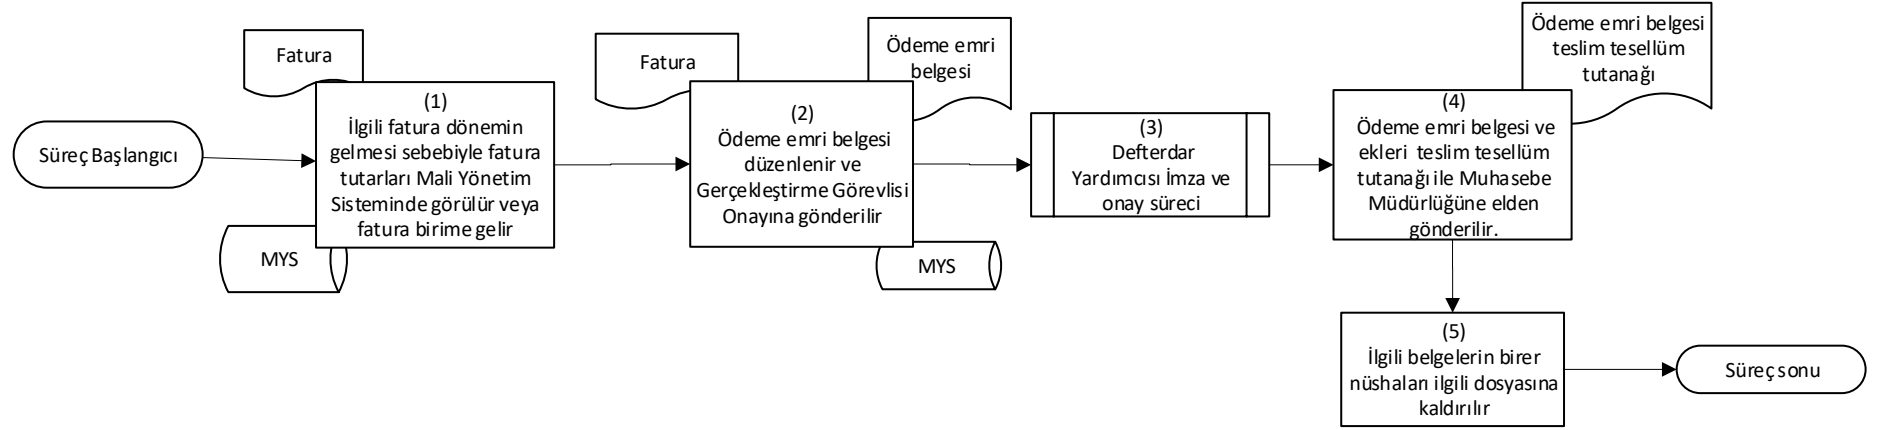 Süreç Başlangıcı
Fatura
(1)
İlgili fatura dönemin
gelmesi sebebiyle fatura
tutarları Mali Yönetim
Sisteminde görülür veya
fatura birime gelir
MYS
Fatura
Ödeme emri
belgesi
(2)
Ödeme emri belgesi
düzenlenir ve
Gerçekleştirme Görevlisi
Onayına gönderilir
MYS
(3)
Defterdar
Yardımcısı İmza ve
onay süreci
Ödeme emri belgesi
teslim tesellüm
tutanağı
(4)
Ödeme emri belgesi ve
ekleri teslim tesellüm
tutanağı ile Muhasebe
Müdürlüğüne elden
gönderilir.
(5)
İlgili belgelerin birer
nüshaları ilgili dosyasına
kaldırılır
Süreç sonu